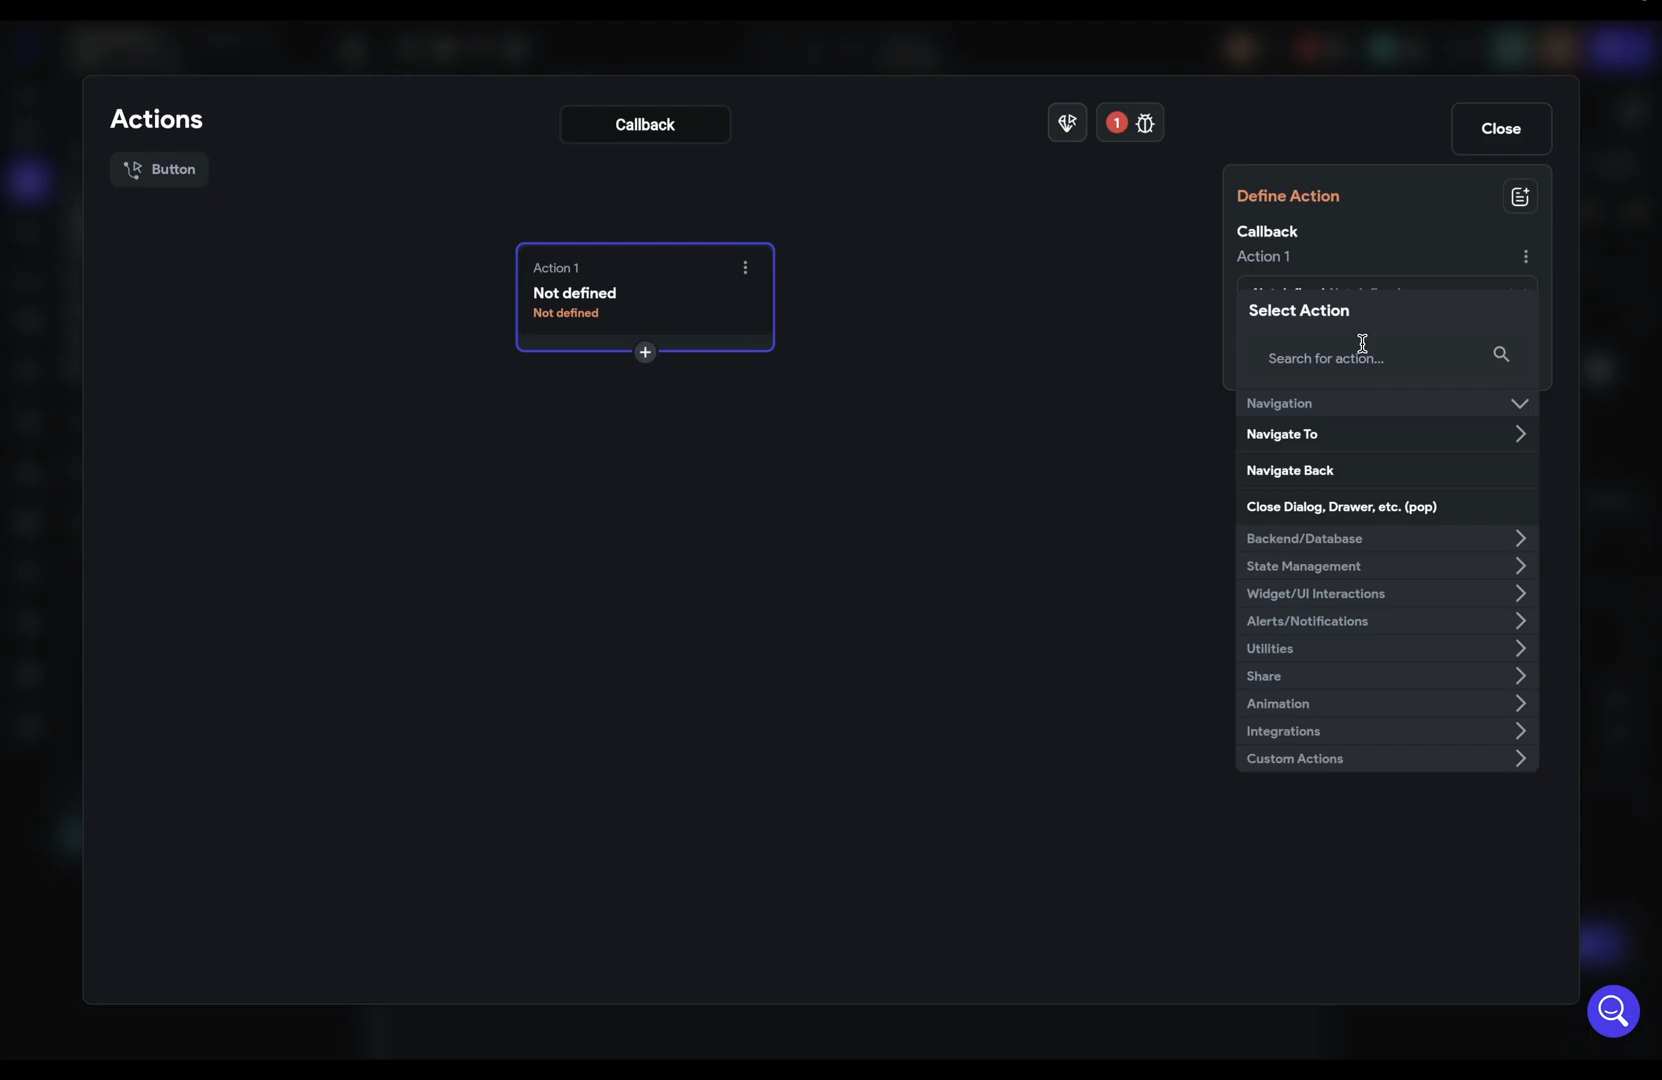 Actions
Callback
1
Close
Button
Define Action
Callback
Action 1
Action 1
Not defined
Not defined
Select Action
Search for action...
Navigation
Navigate To
Navigate Back
Close Dialog, Drawer, etc. (pop)
Backend/Database
State Management
Widget/UI Interactions
Alerts/Notifications
Utilities
Share
Animation
Integrations
Custom Actions